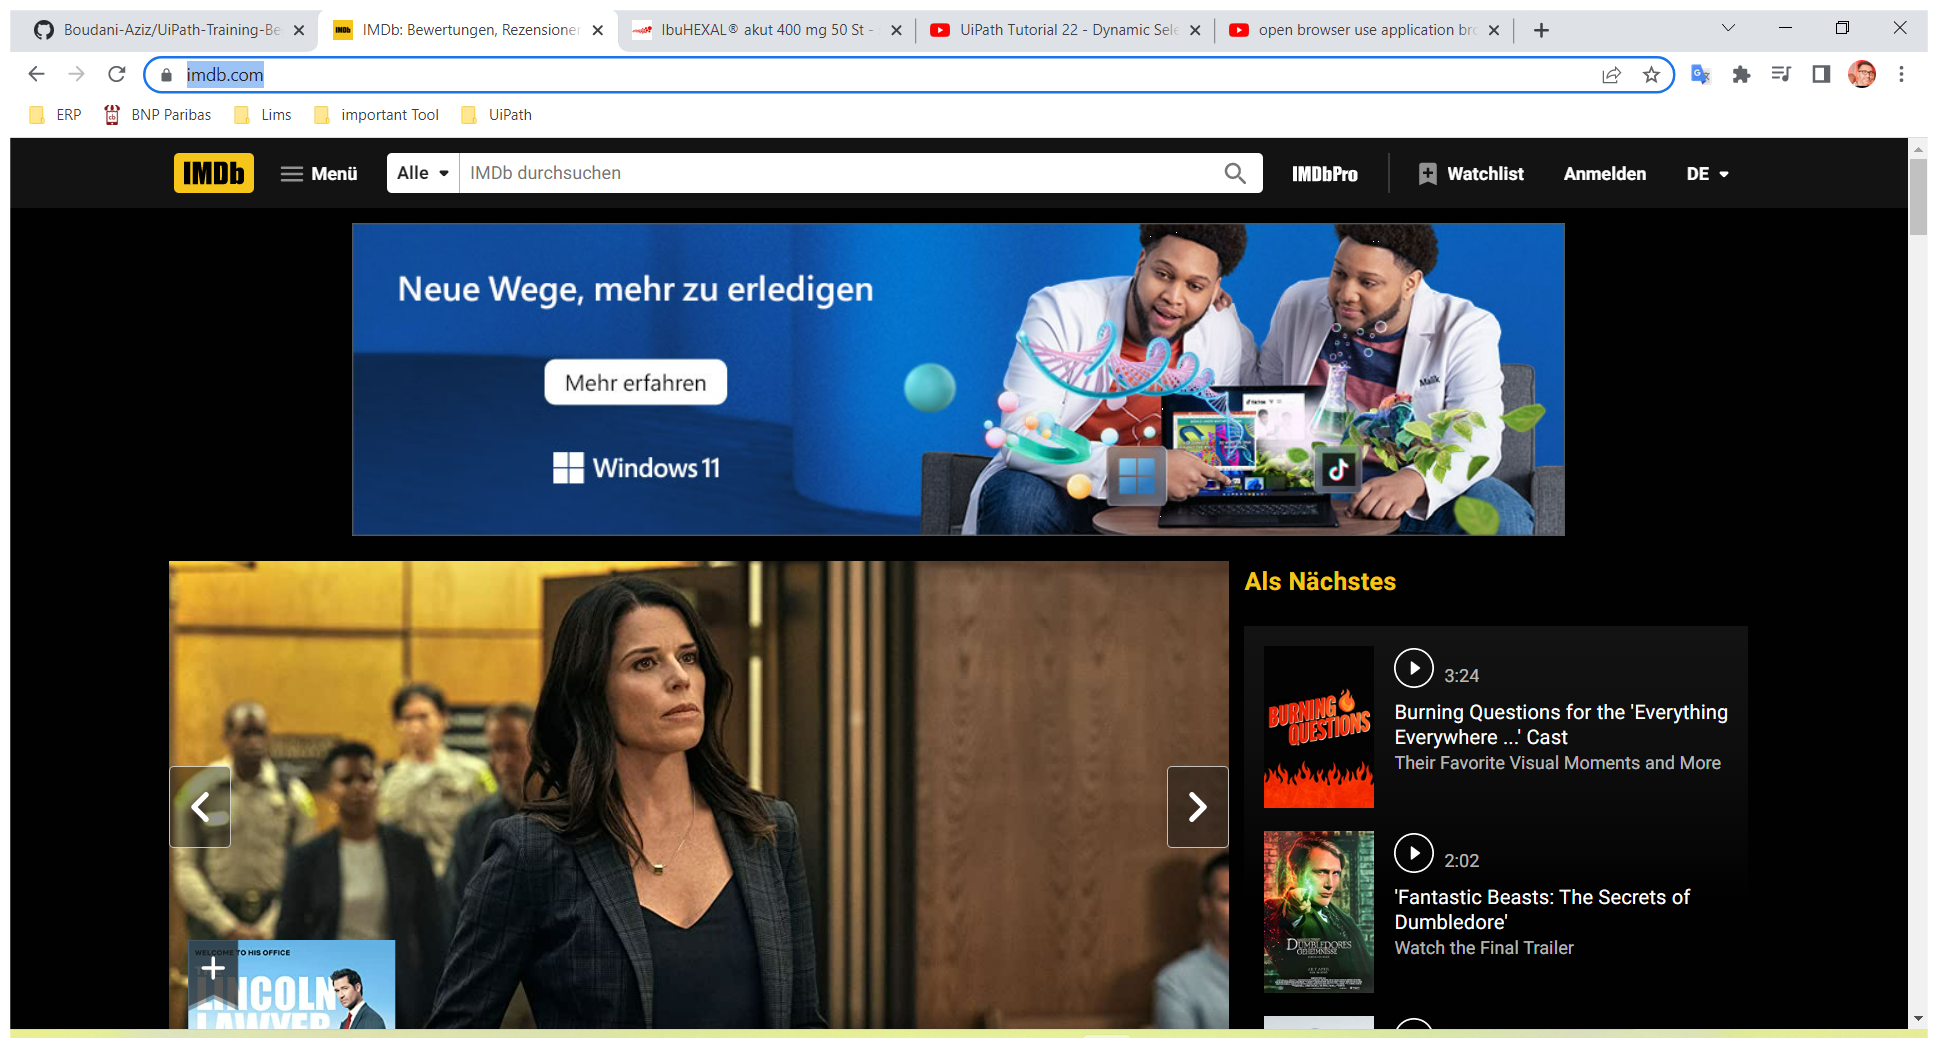 Boudani-Aziz/UiPath-Training-Be
IMDb: Bewertungen, Rezensioner
IbuHEXAL® akut 400 mg 50 St -
UiPath Tutorial 22 - Dynamic Sele
open browser use application bro
imdb.com
ERP
BNP Paribas
Lims
important Tool
UiPath
IMDb
Menü
Alle
IMDb durchsuchen
IMDbPro
Watchlist
Anmelden
DE
Neue Wege, mehr zu erledigen
Mehr erfahren
Windows 11
Malik
Als Nächstes
BURNING
QUESTIONS
3:24
Burning Questions for the 'Everything
Everywhere ...' Cast
Their Favorite Visual Moments and More
DUMBLEDORES
GEHEIMNISSE
2:02
'Fantastic Beasts: The Secrets of
Dumbledore'
Watch the Final Trailer
WELCOME TO HIS OFFICE
LINCOLN
LAWYER